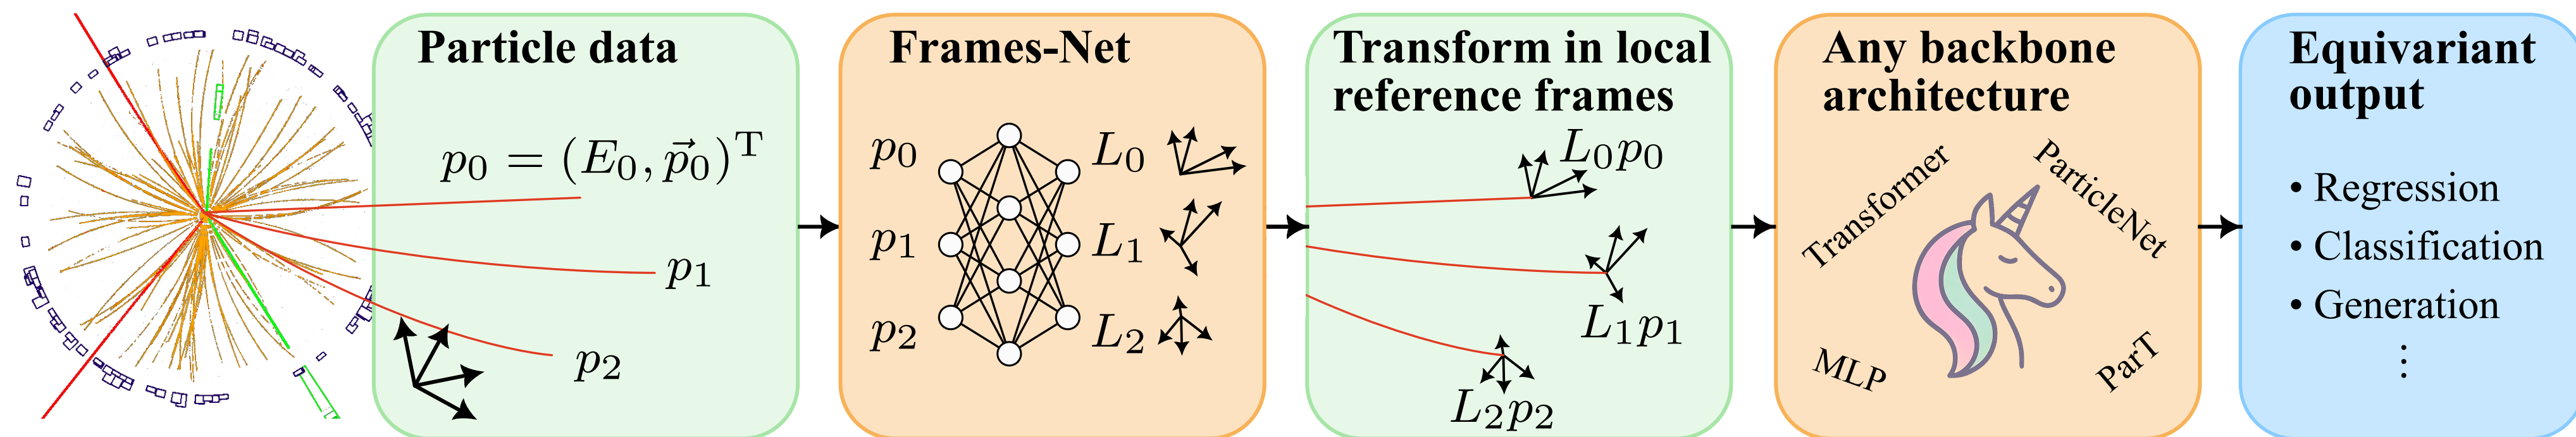 Particle data
p₀ = (E₀, p⃗₀)ᵀ
p₁
p₂
Frames-Net
p₀
L₀
p₁
L₁
p₂
L₂
Transform in local
reference frames
L₀p₀
L₁p₁
L₂p₂
Any backbone
architecture
Transformer
ParticleNet
MLP
ParT
Equivariant
output
• Regression
• Classification
• Generation
⋮